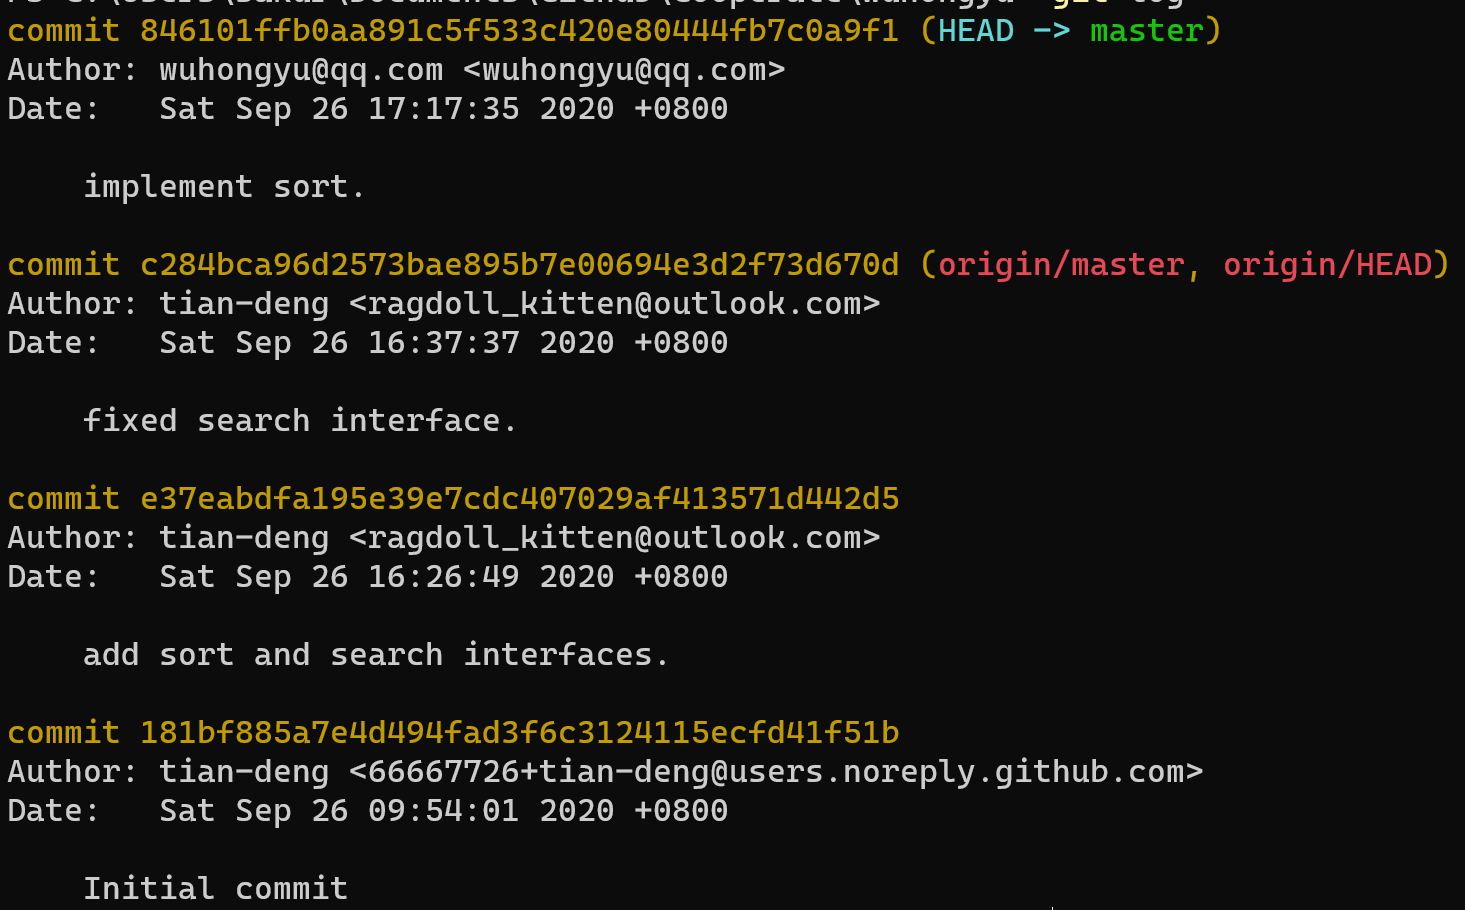 commit 846101ffb0aa891c5f533c420e80444fb7c0a9f1 (HEAD -> master)
Author: wuhongyu@qq.com <wuhongyu@qq.com>
Date:   Sat Sep 26 17:17:35 2020 +0800
implement sort.
commit c284bca96d2573bae895b7e00694e3d2f73d670d (origin/master, origin/HEAD)
Author: tian-deng <ragdoll_kitten@outlook.com>
Date:   Sat Sep 26 16:37:37 2020 +0800
fixed search interface.
commit e37eabdfa195e39e7cdc407029af413571d442d5
Author: tian-deng <ragdoll_kitten@outlook.com>
Date:   Sat Sep 26 16:26:49 2020 +0800
add sort and search interfaces.
commit 181bf885a7e4d494fad3f6c3124115ecfd41f51b
Author: tian-deng <66667726+tian-deng@users.noreply.github.com>
Date:   Sat Sep 26 09:54:01 2020 +0800
Initial commit